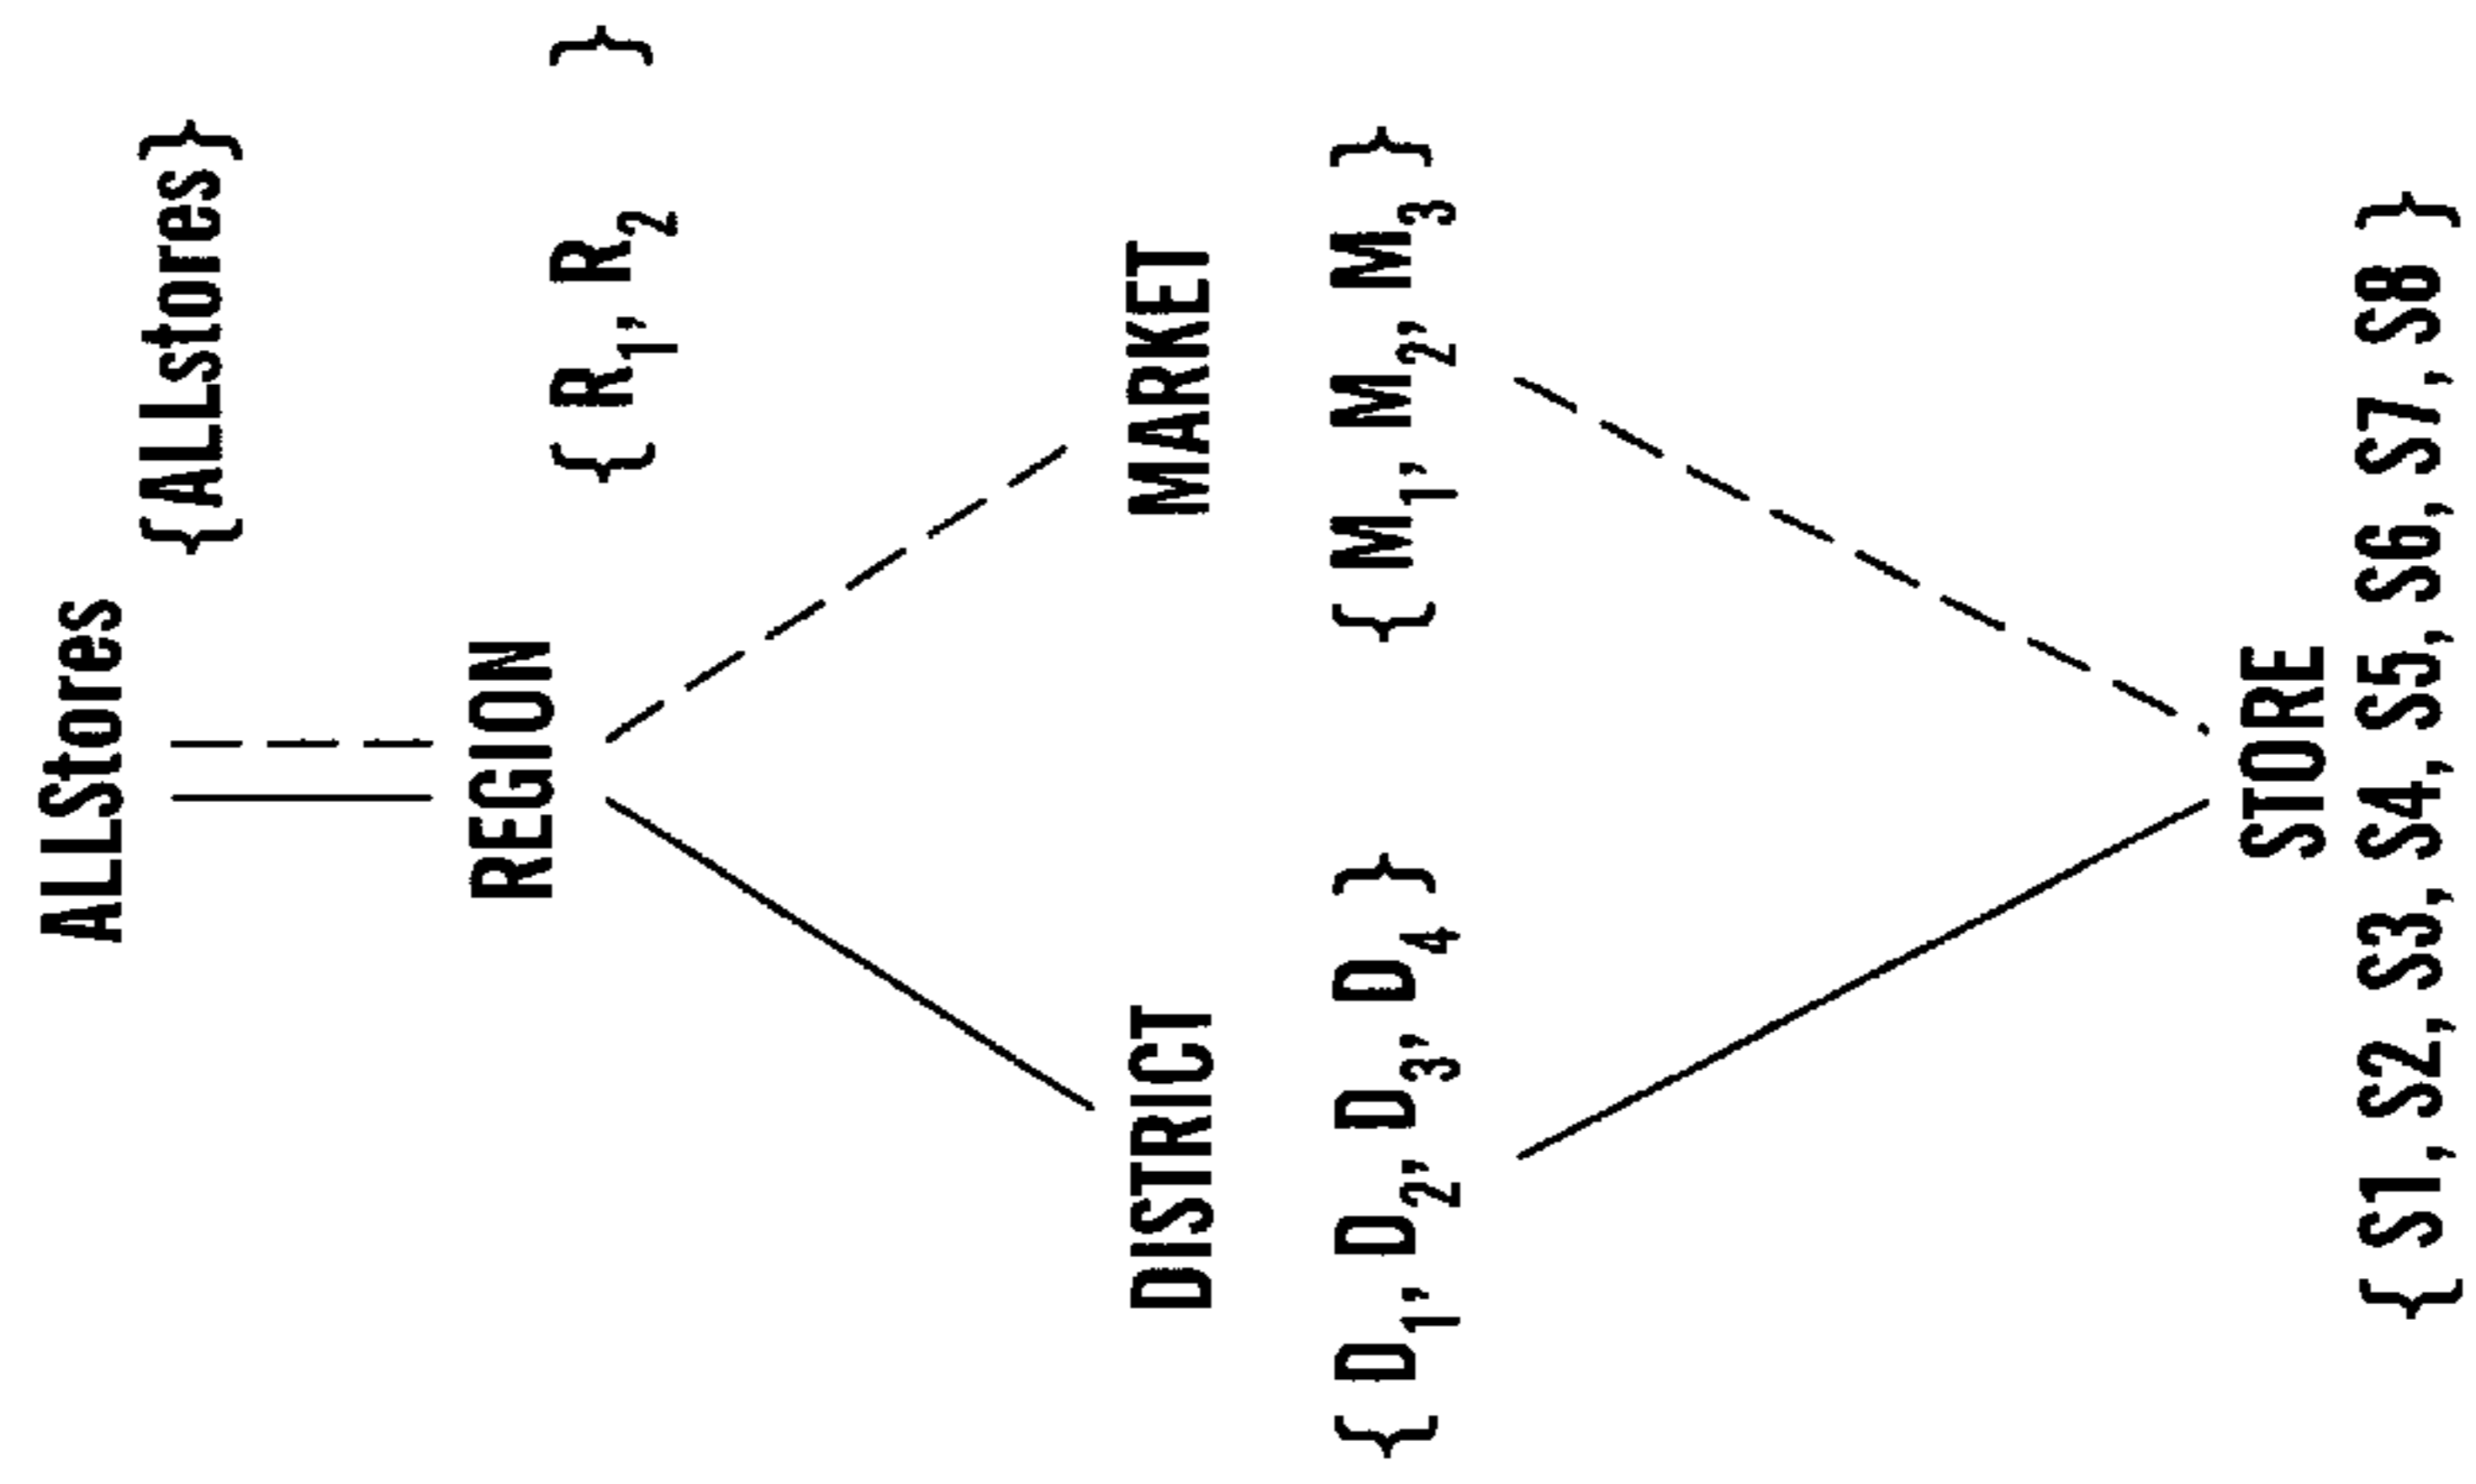 ALLStores
{ALLstores}
REGION
{ R1, R2 }
DISTRICT
MARKET
{ D1, D2, D3, D4 }
{ M1, M2, M3 }
STORE
{ S1, S2, S3, S4, S5, S6, S7, S8 }